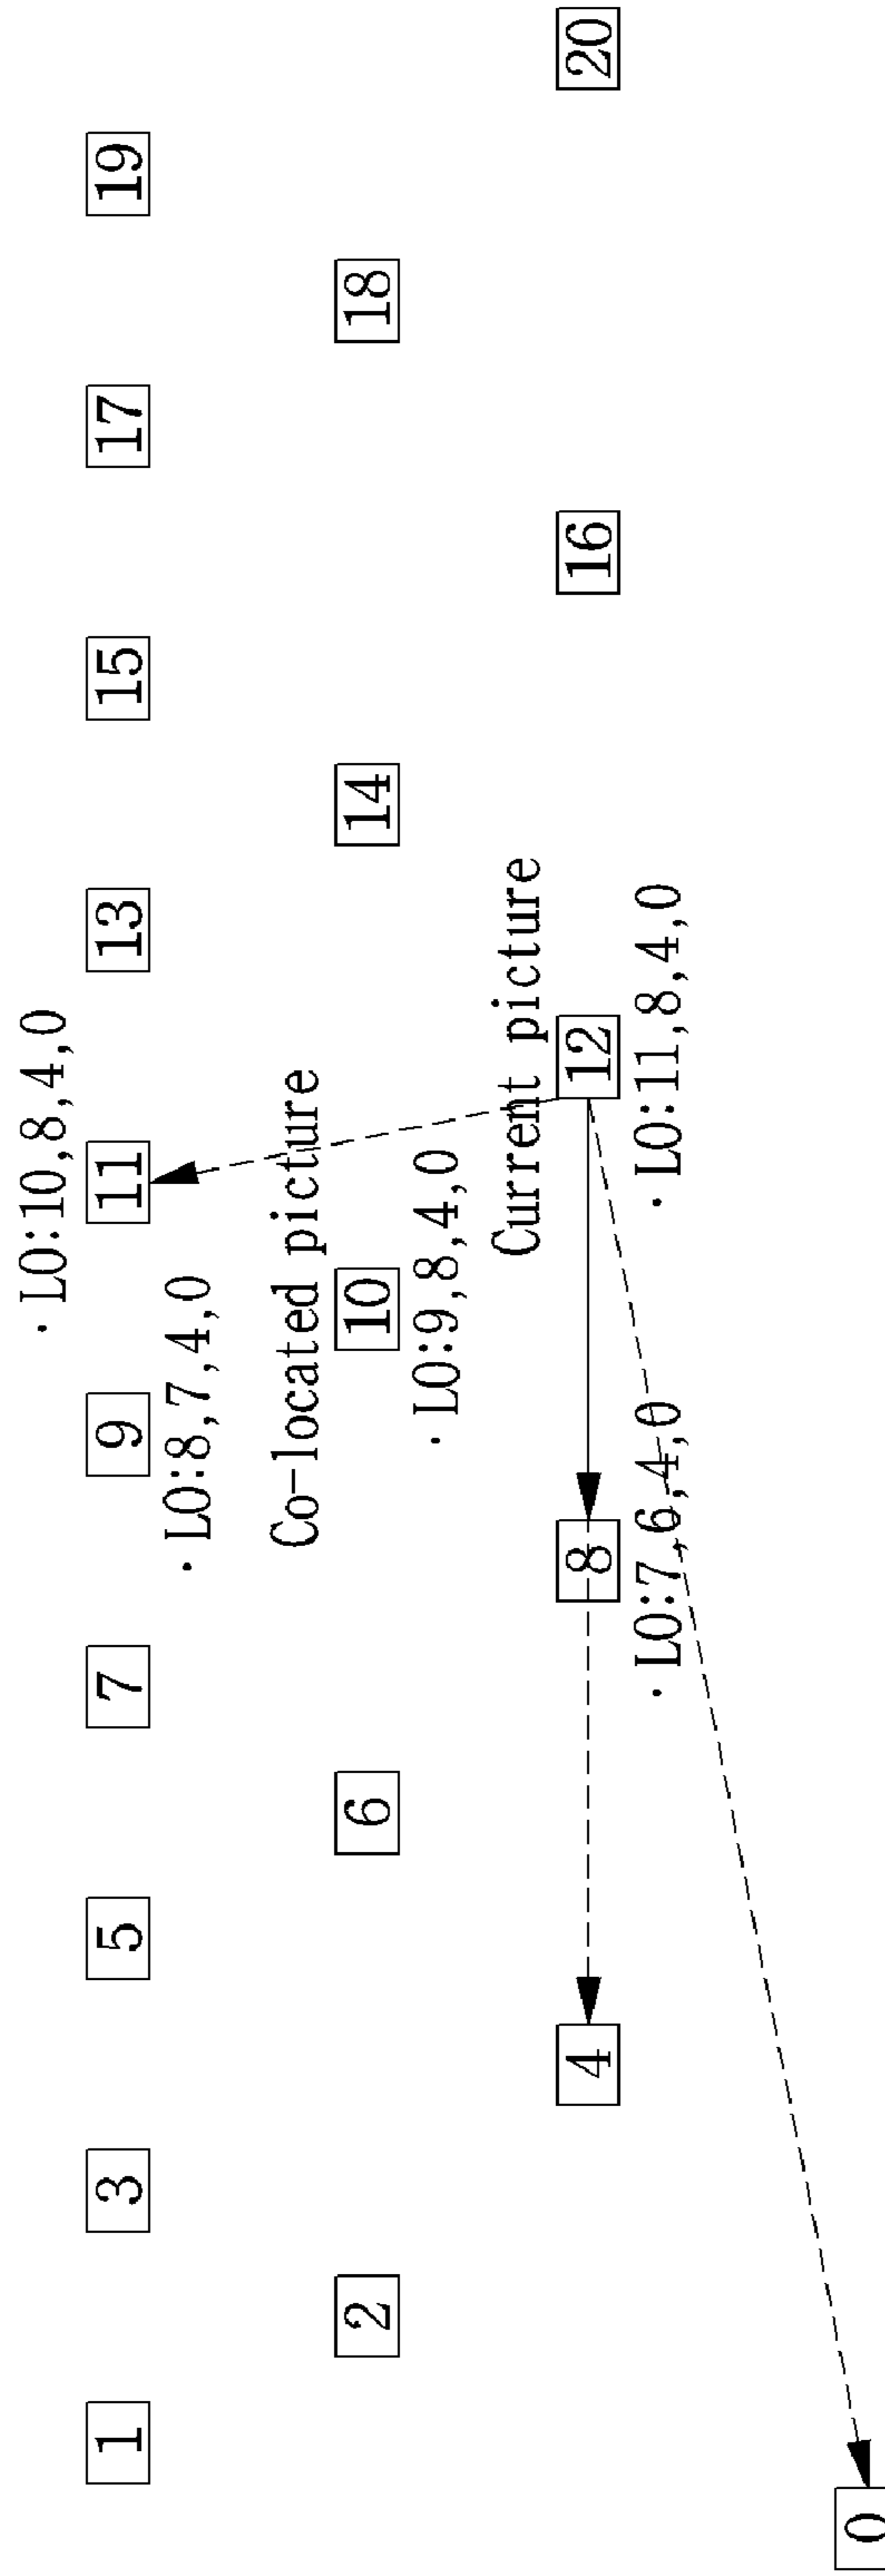 · L0:10,8,4,0
1 3 5 7 9 11 13 15 17 19
· L0:8,7,4,0
Co-located picture
2 6 10 14 18
· L0:9,8,4,0
Current picture
4 8 12 16 20
· L0:7,6,4,0 · L0:11,8,4,0
0